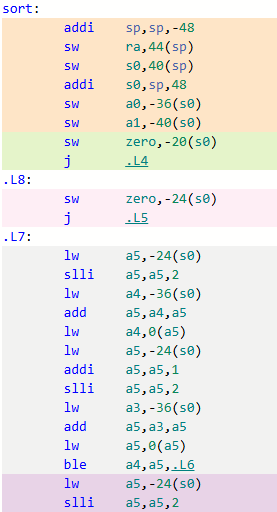 sort:
addi sp,sp,-48
sw ra,44(sp)
sw s0,40(sp)
addi s0,sp,48
sw a0,-36(s0)
sw a1,-40(s0)
sw zero,-20(s0)
j .L4
.L8:
sw zero,-24(s0)
j .L5
.L7:
lw a5,-24(s0)
slli a5,a5,2
lw a4,-36(s0)
add a5,a4,a5
lw a4,0(a5)
lw a5,-24(s0)
addi a5,a5,1
slli a5,a5,2
lw a3,-36(s0)
add a5,a3,a5
lw a5,0(a5)
ble a4,a5,.L6
lw a5,-24(s0)
slli a5,a5,2